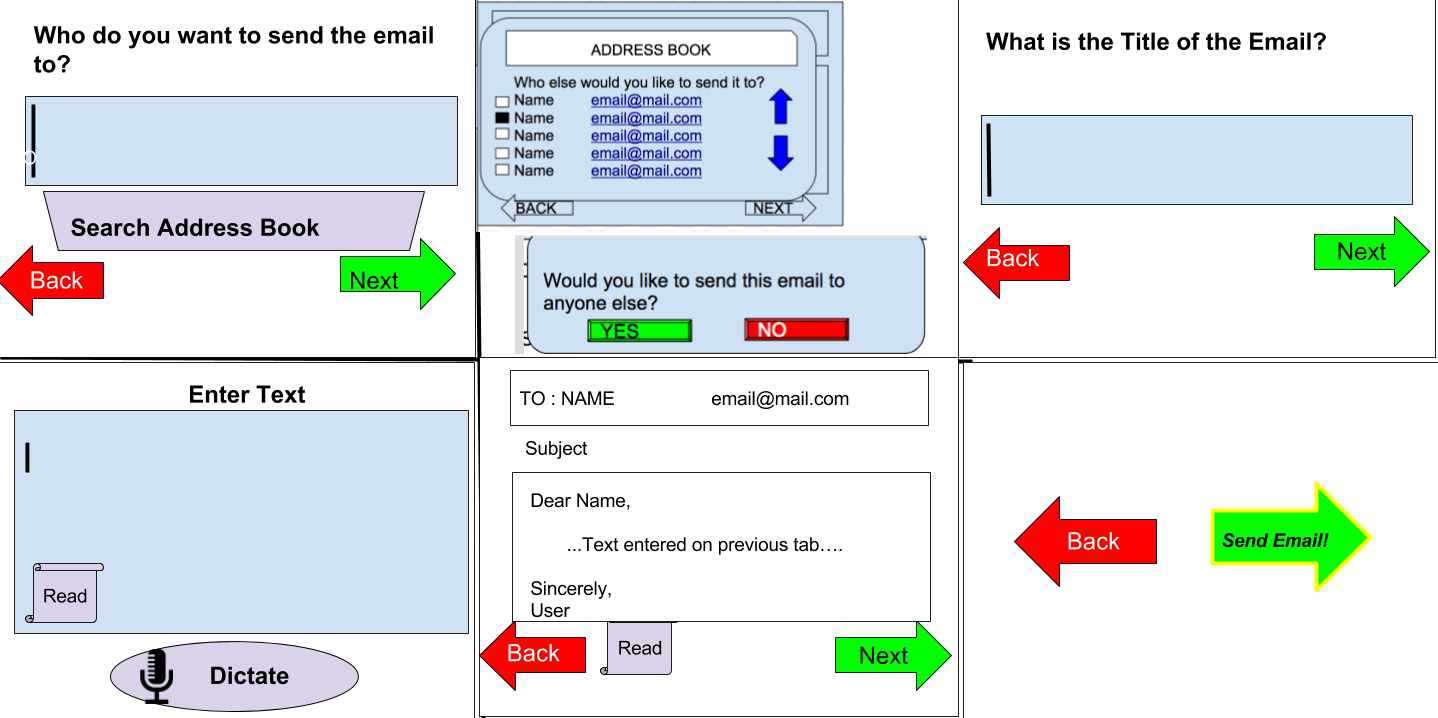 Who do you want to send the email
to?
Search Address Book
Back
Next
ADDRESS BOOK
Who else would you like to send it to?
Name email@mail.com
Name email@mail.com
Name email@mail.com
Name email@mail.com
Name email@mail.com
BACK
NEXT
Would you like to send this email to
anyone else?
YES
NO
What is the Title of the Email?
Back
Next
Enter Text
Read
Dictate
TO : NAME email@mail.com
Subject
Dear Name,
...Text entered on previous tab….
Sincerely,
User
Back
Read
Next
Back
Send Email!